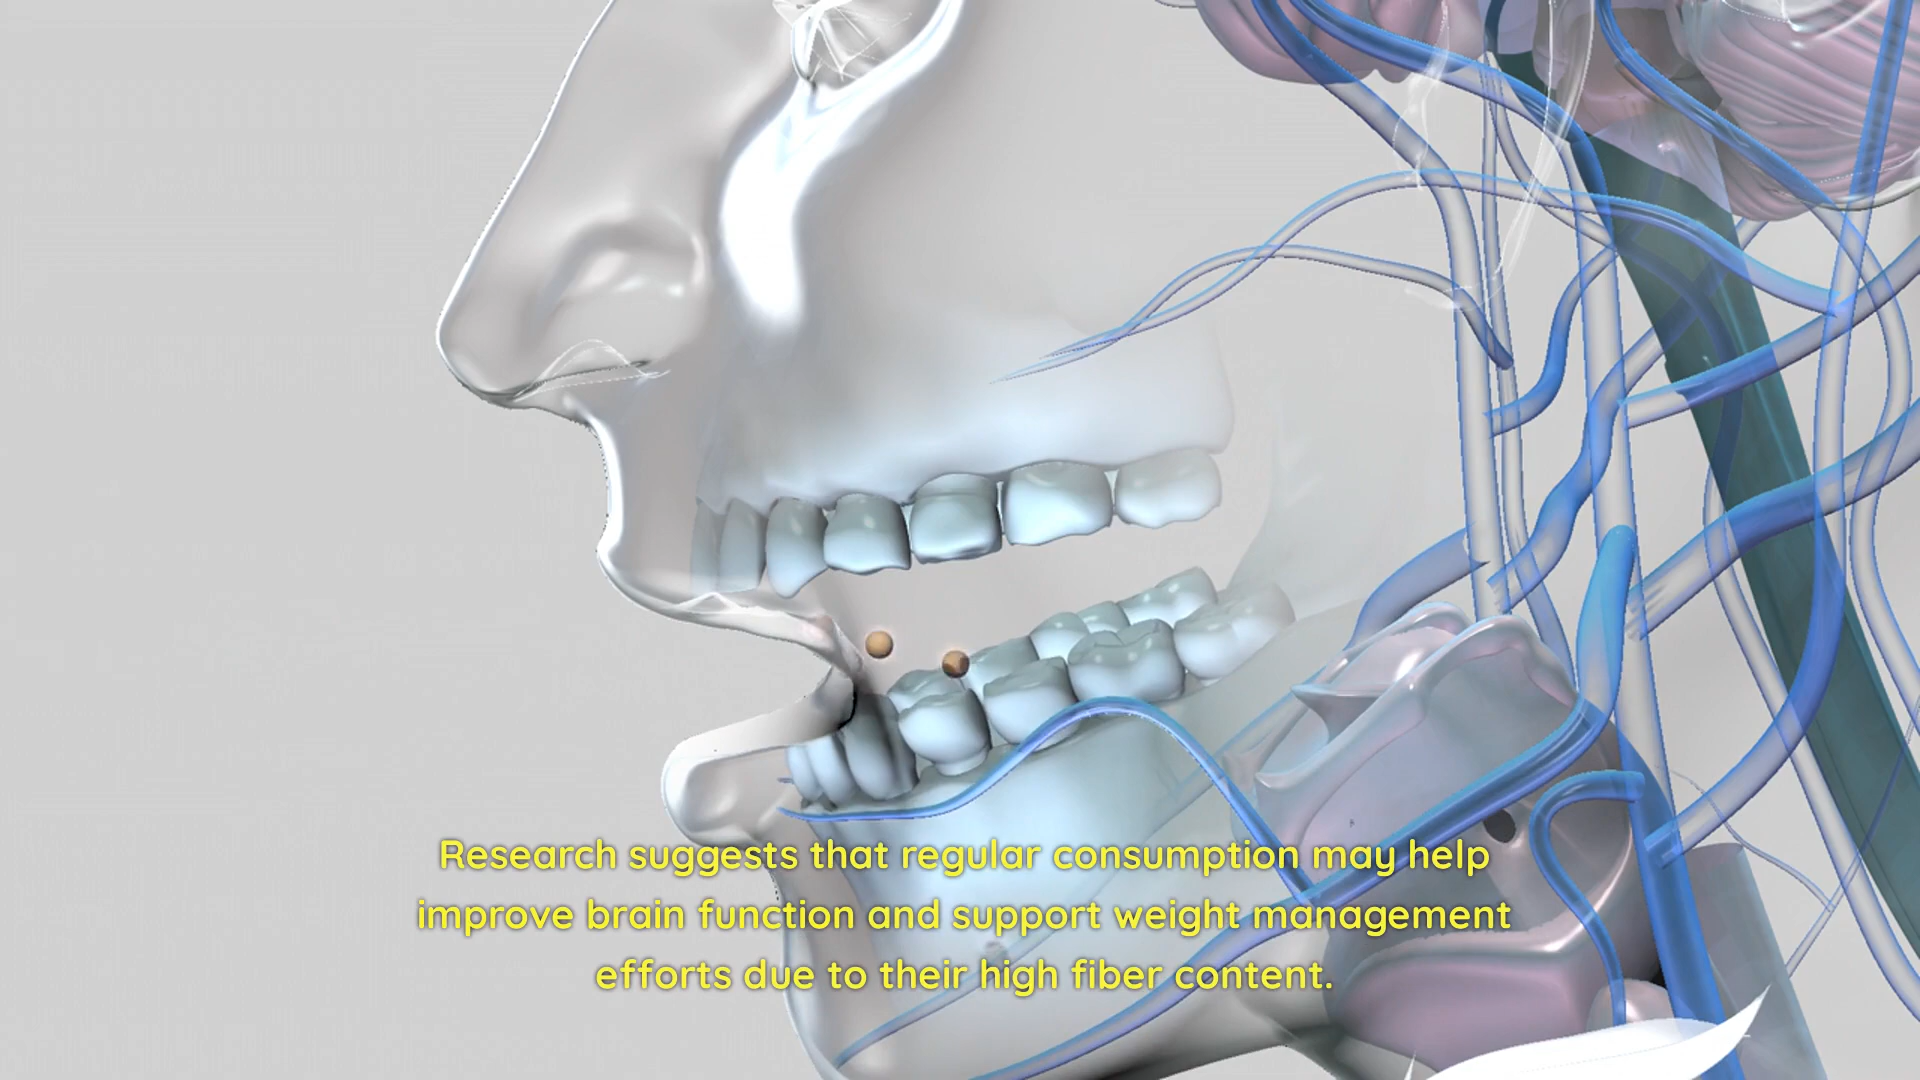 Research suggests that regular consumption may help
improve brain function and support weight management
efforts due to their high fiber content.